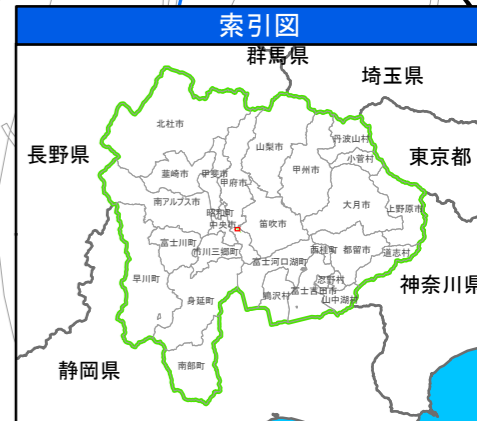 索引図
群馬県
埼玉県
長野県
東京都
神奈川県
静岡県
北杜市
丹波山村
小菅村
山梨市
甲州市
韮崎市
甲斐市
甲府市
南アルプス市
昭和町
中央市
笛吹市
大月市
上野原市
富士川町
市川三郷町
富士河口湖町
西桂町
都留市
道志村
早川町
身延町
鳴沢村
富士吉田市
忍野村
山中湖村
南部町